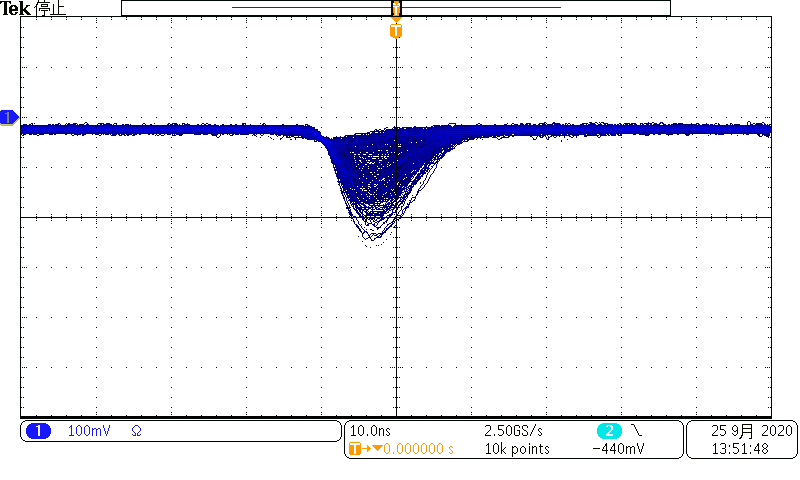 Tek 停止
T
T
1
1 100mV Ω
10.0ns 2.50GS/s 2
T→▼0.000000 s 10k points -440mV
25 9月 2020
13:51:48